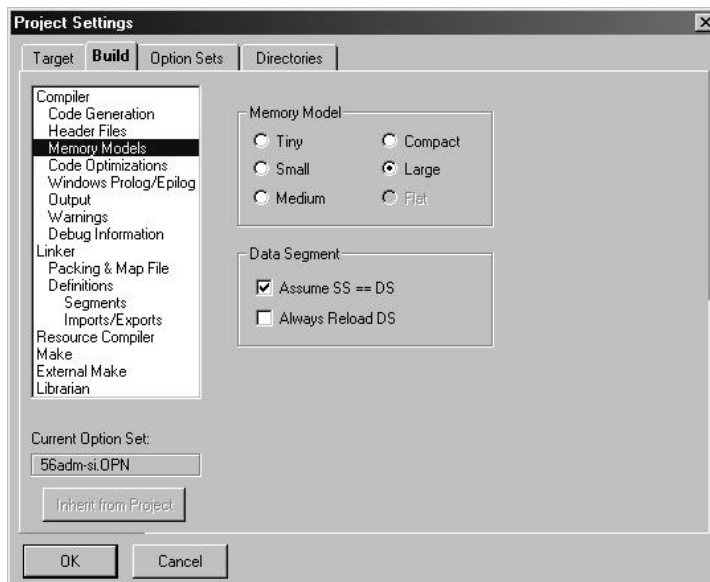 Project Settings
Target Build Option Sets Directories
Compiler
Code Generation
Header Files
Memory Models
Code Optimizations
Windows Prolog/Epilog
Output
Warnings
Debug Information
Linker
Packing & Map File
Definitions
Segments
Imports/Exports
Resource Compiler
Make
External Make
Librarian
Memory Model
Tiny Compact
Small Large
Medium Flat
Data Segment
Assume SS == DS
Always Reload DS
Current Option Set:
56adm-si.OPN
Inherit from Project
OK Cancel